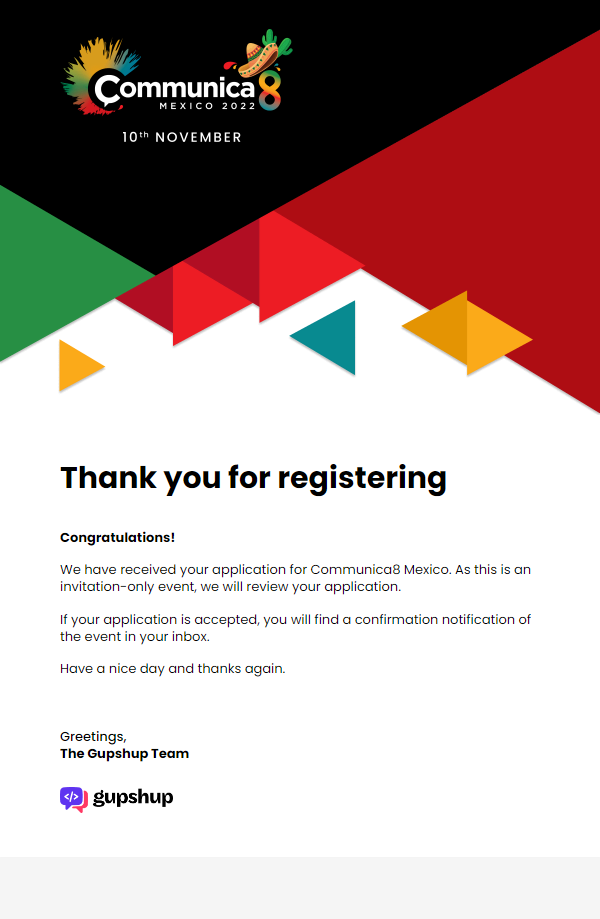 Communica8
MEXICO 2022
10th NOVEMBER
Thank you for registering
Congratulations!
We have received your application for Communica8 Mexico. As this is an
invitation-only event, we will review your application.
If your application is accepted, you will find a confirmation notification of
the event in your inbox.
Have a nice day and thanks again.
Greetings,
The Gupshup Team
</> gupshup